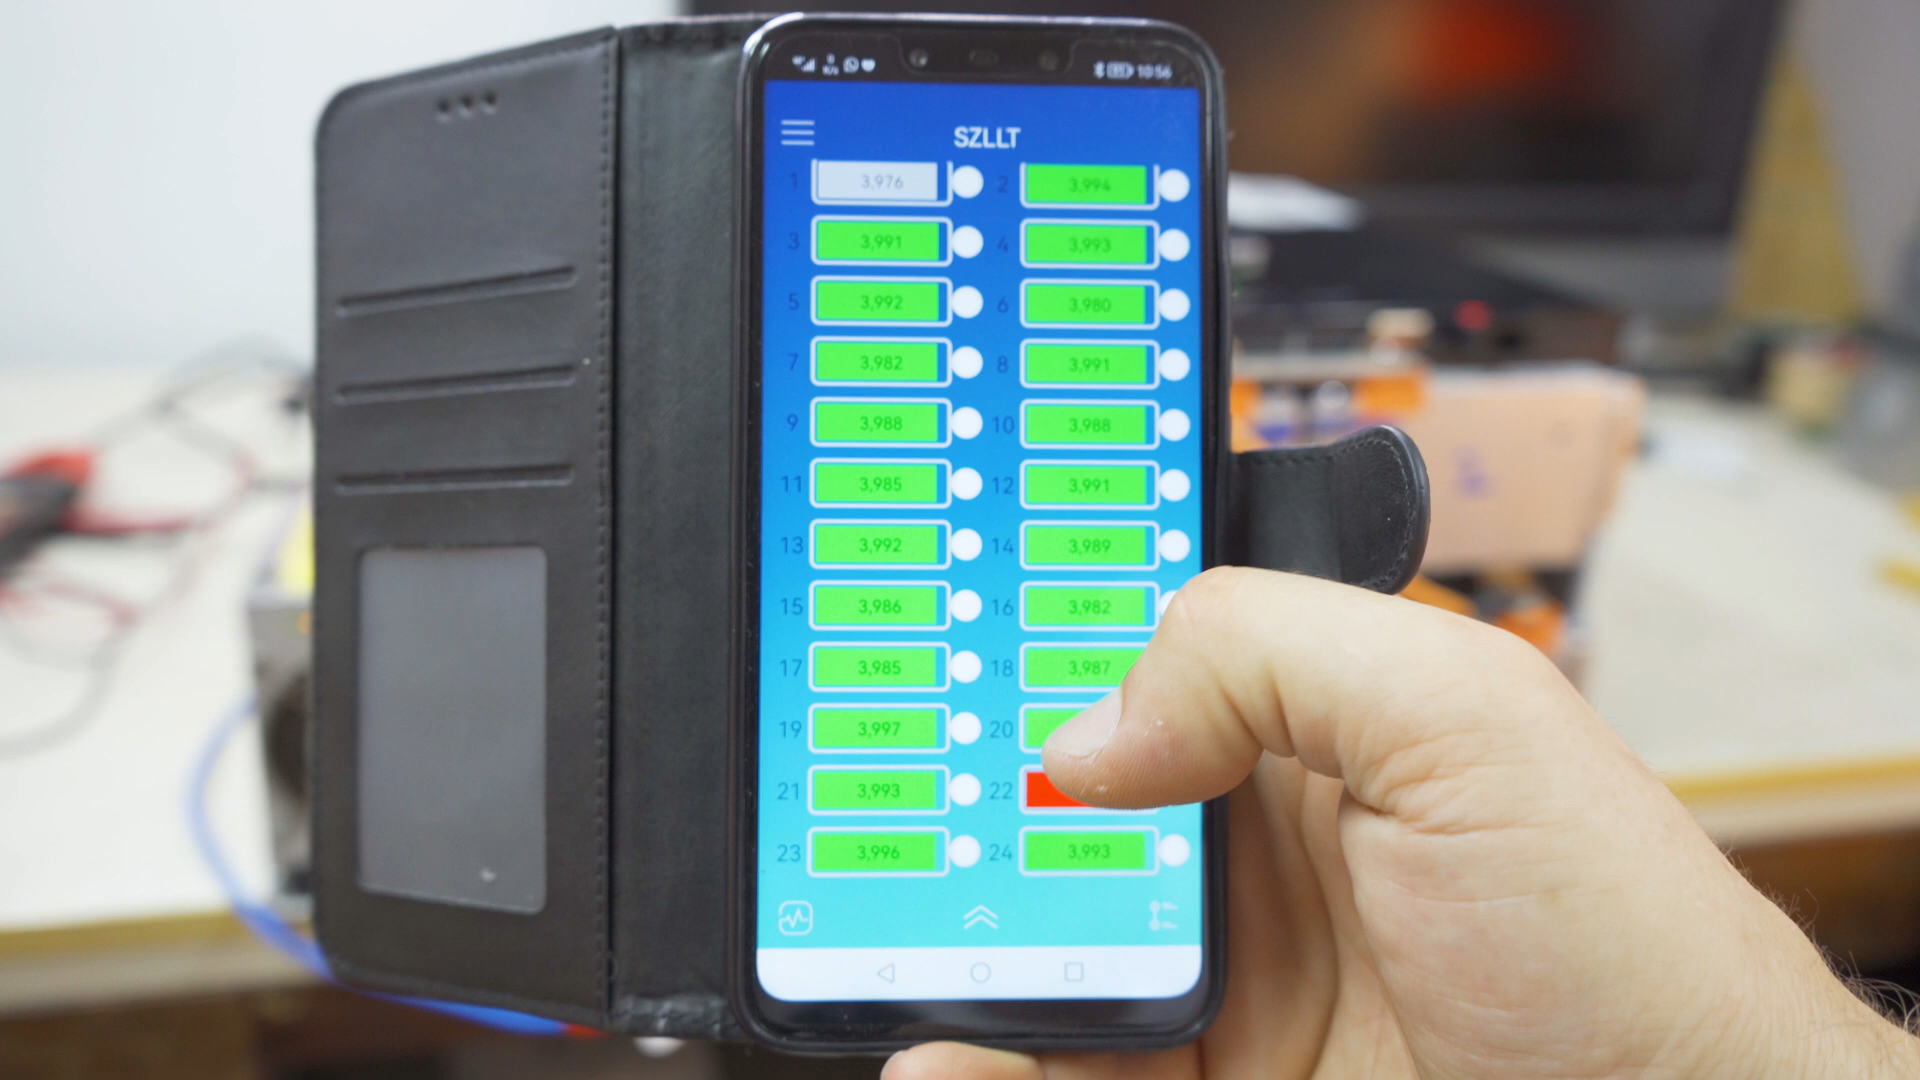 10:56
SZLLT
1 3,976 2 3,994
3 3,991 4 3,993
5 3,992 6 3,980
7 3,982 8 3,991
9 3,988 10 3,988
11 3,985 12 3,991
13 3,992 14 3,989
15 3,986 16 3,982
17 3,985 18 3,987
19 3,997 20
21 3,993 22
23 3,996 24 3,993